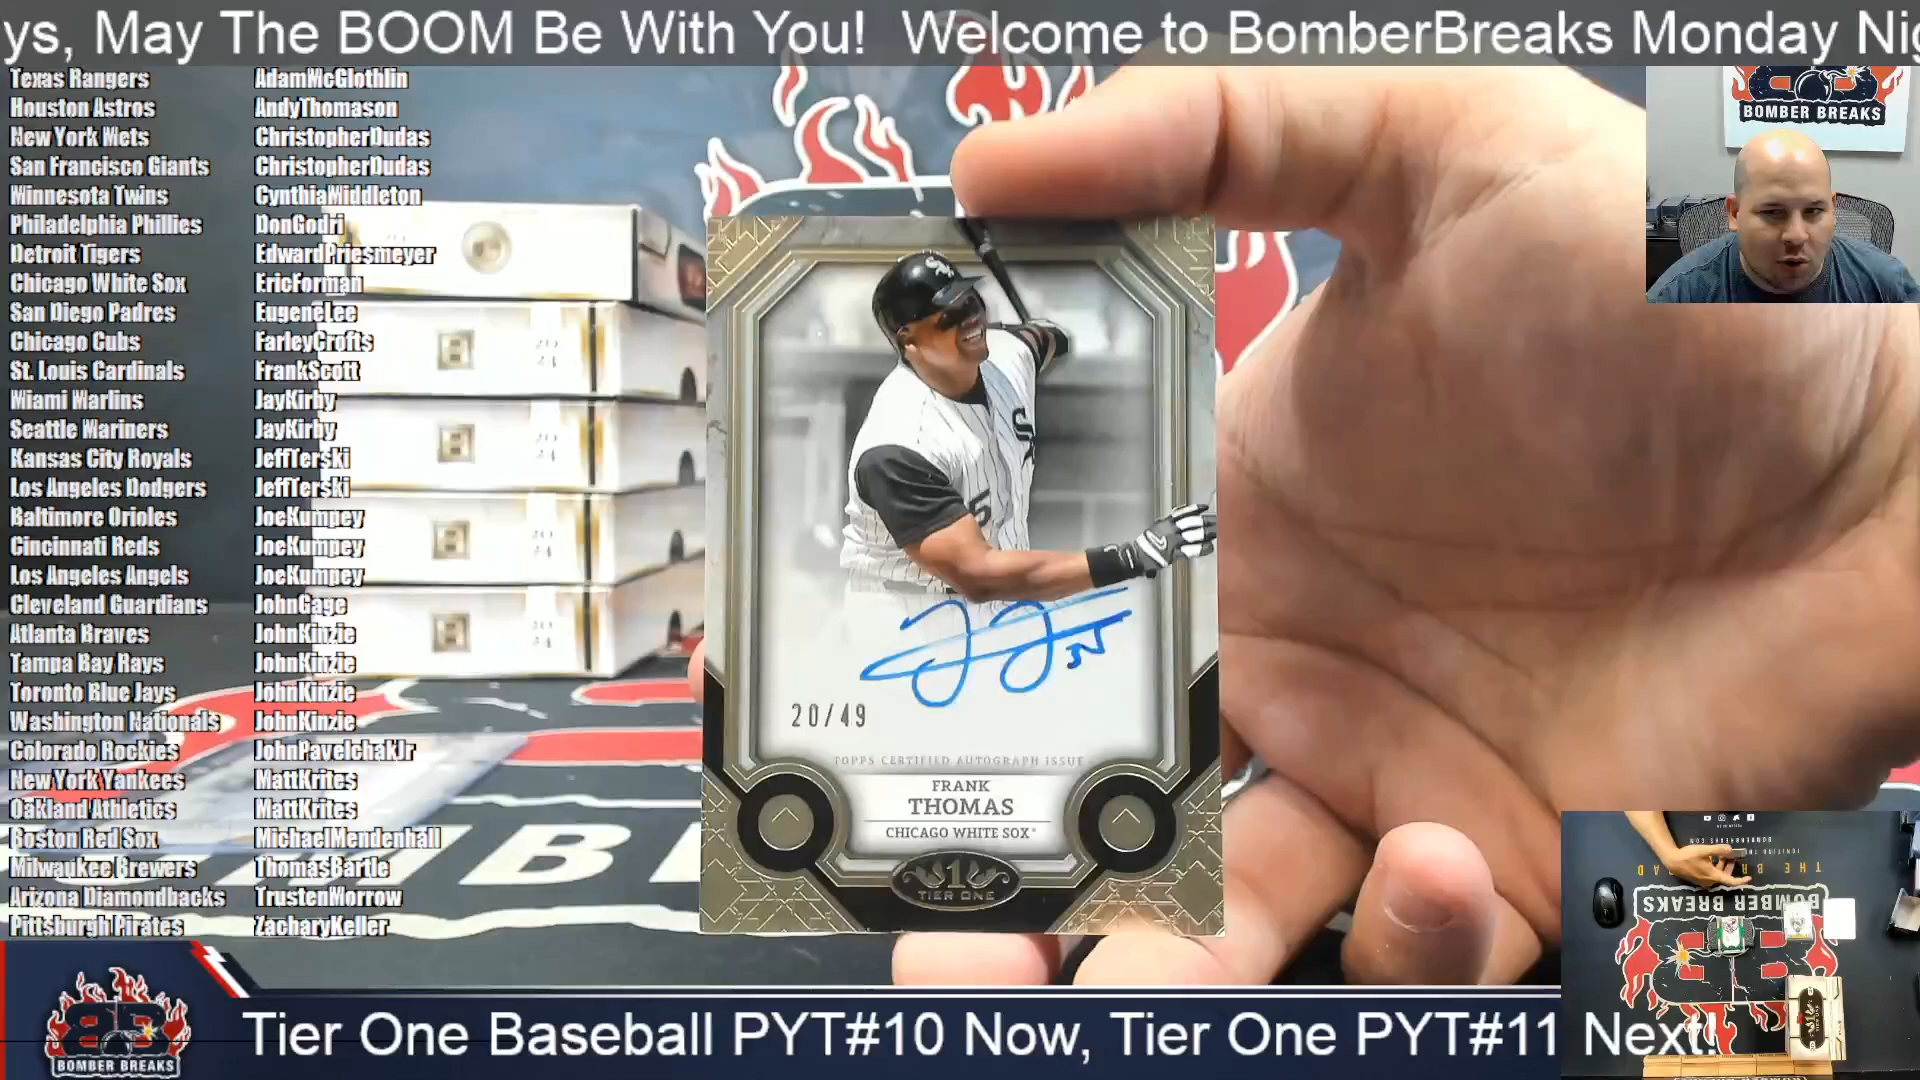 ys, May The BOOM Be With You! Welcome to BomberBreaks Monday Nig
Texas Rangers AdamMcGlothlin
Houston Astros AndyThomason
New York Mets ChristopherDudas
San Francisco Giants ChristopherDudas
Minnesota Twins CynthiaMiddleton
Philadelphia Phillies DonGodri
Detroit Tigers EdwardPriesmeyer
Chicago White Sox EricForman
San Diego Padres EugeneLee
Chicago Cubs FarleyCrofts
St. Louis Cardinals FrankScott
Miami Marlins JayKirby
Seattle Mariners JayKirby
Kansas City Royals JeffTerski
Los Angeles Dodgers JeffTerski
Baltimore Orioles JoeKumpey
Cincinnati Reds JoeKumpey
Los Angeles Angels JoeKumpey
Cleveland Guardians JohnGage
Atlanta Braves JohnKinzie
Tampa Bay Rays JohnKinzie
Toronto Blue Jays JohnKinzie
Washington Nationals JohnKinzie
Colorado Rockies JohnPavelchakJr
New York Yankees MattKrites
Oakland Athletics MattKrites
Boston Red Sox MichaelMendenhall
Milwaukee Brewers ThomasBartle
Arizona Diamondbacks TrustenMorrow
Pittsburgh Pirates ZacharyKeller
BOMBER BREAKS
Sox
35
20/49
TOPPS CERTIFIED AUTOGRAPH ISSUE
FRANK
THOMAS
CHICAGO WHITE SOX
1
TIER ONE
BOMBER BREAKS
BOMBER BREAKS
Tier One Baseball PYT#10 Now, Tier One PYT#11 Next!